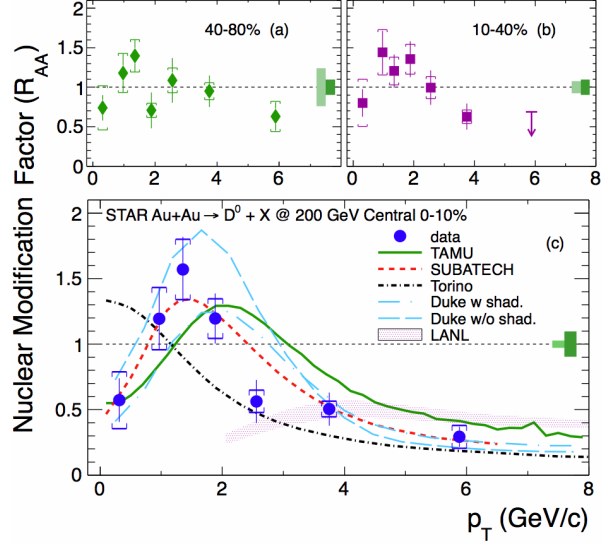 Nuclear Modification Factor (R_AA)
40-80% (a)
10-40% (b)
2
1.5
1
0.5
0
0 2 4 6
0 2 4 6 8
STAR Au+Au → D⁰ + X @ 200 GeV Central 0-10%
(c)
data
TAMU
SUBATECH
Torino
Duke w shad.
Duke w/o shad.
LANL
2
1.5
1
0.5
0
0 2 4 6 8
p_T (GeV/c)